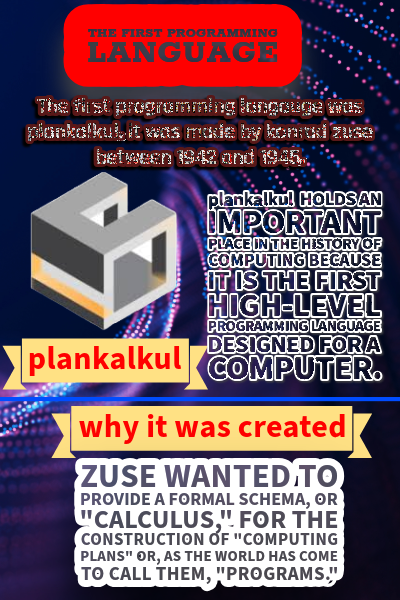 THE FIRST PROGRAMMING
LANGUAGE
The first programming langauge was
plankalkul. it was made by konrad zuse
between 1942 and 1945.
plankalkul HOLDS AN
IMPORTANT
PLACE IN THE HISTORY OF
COMPUTING BECAUSE
IT IS THE FIRST
HIGH-LEVEL
PROGRAMMING LANGUAGE
DESIGNED FOR A
COMPUTER.
plankalkul
why it was created
ZUSE WANTED TO
PROVIDE A FORMAL SCHEMA, OR
"CALCULUS," FOR THE
CONSTRUCTION OF "COMPUTING
PLANS" OR, AS THE WORLD HAS COME
TO CALL THEM, "PROGRAMS."